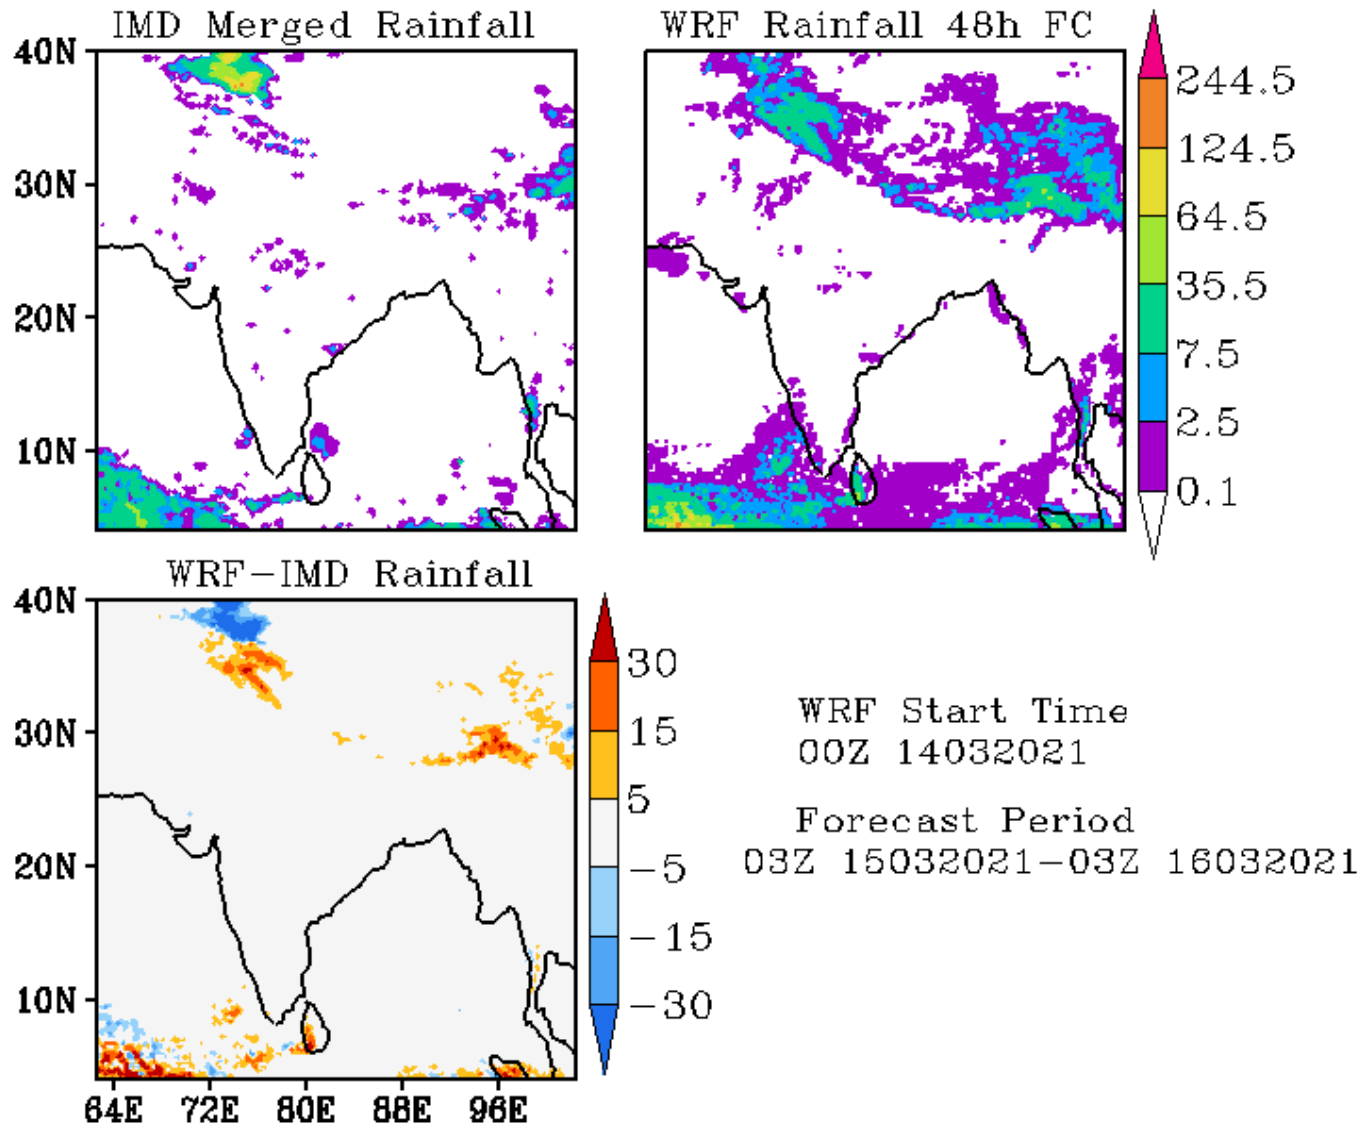 IMD Merged Rainfall
WRF Rainfall 48h FC
40N
30N
20N
10N
244.5
124.5
64.5
35.5
7.5
2.5
0.1
WRF-IMD Rainfall
40N
30N
20N
10N
64E 72E 80E 88E 96E
30
15
5
-5
-15
-30
WRF Start Time
00Z 14032021
Forecast Period
03Z 15032021-03Z 16032021